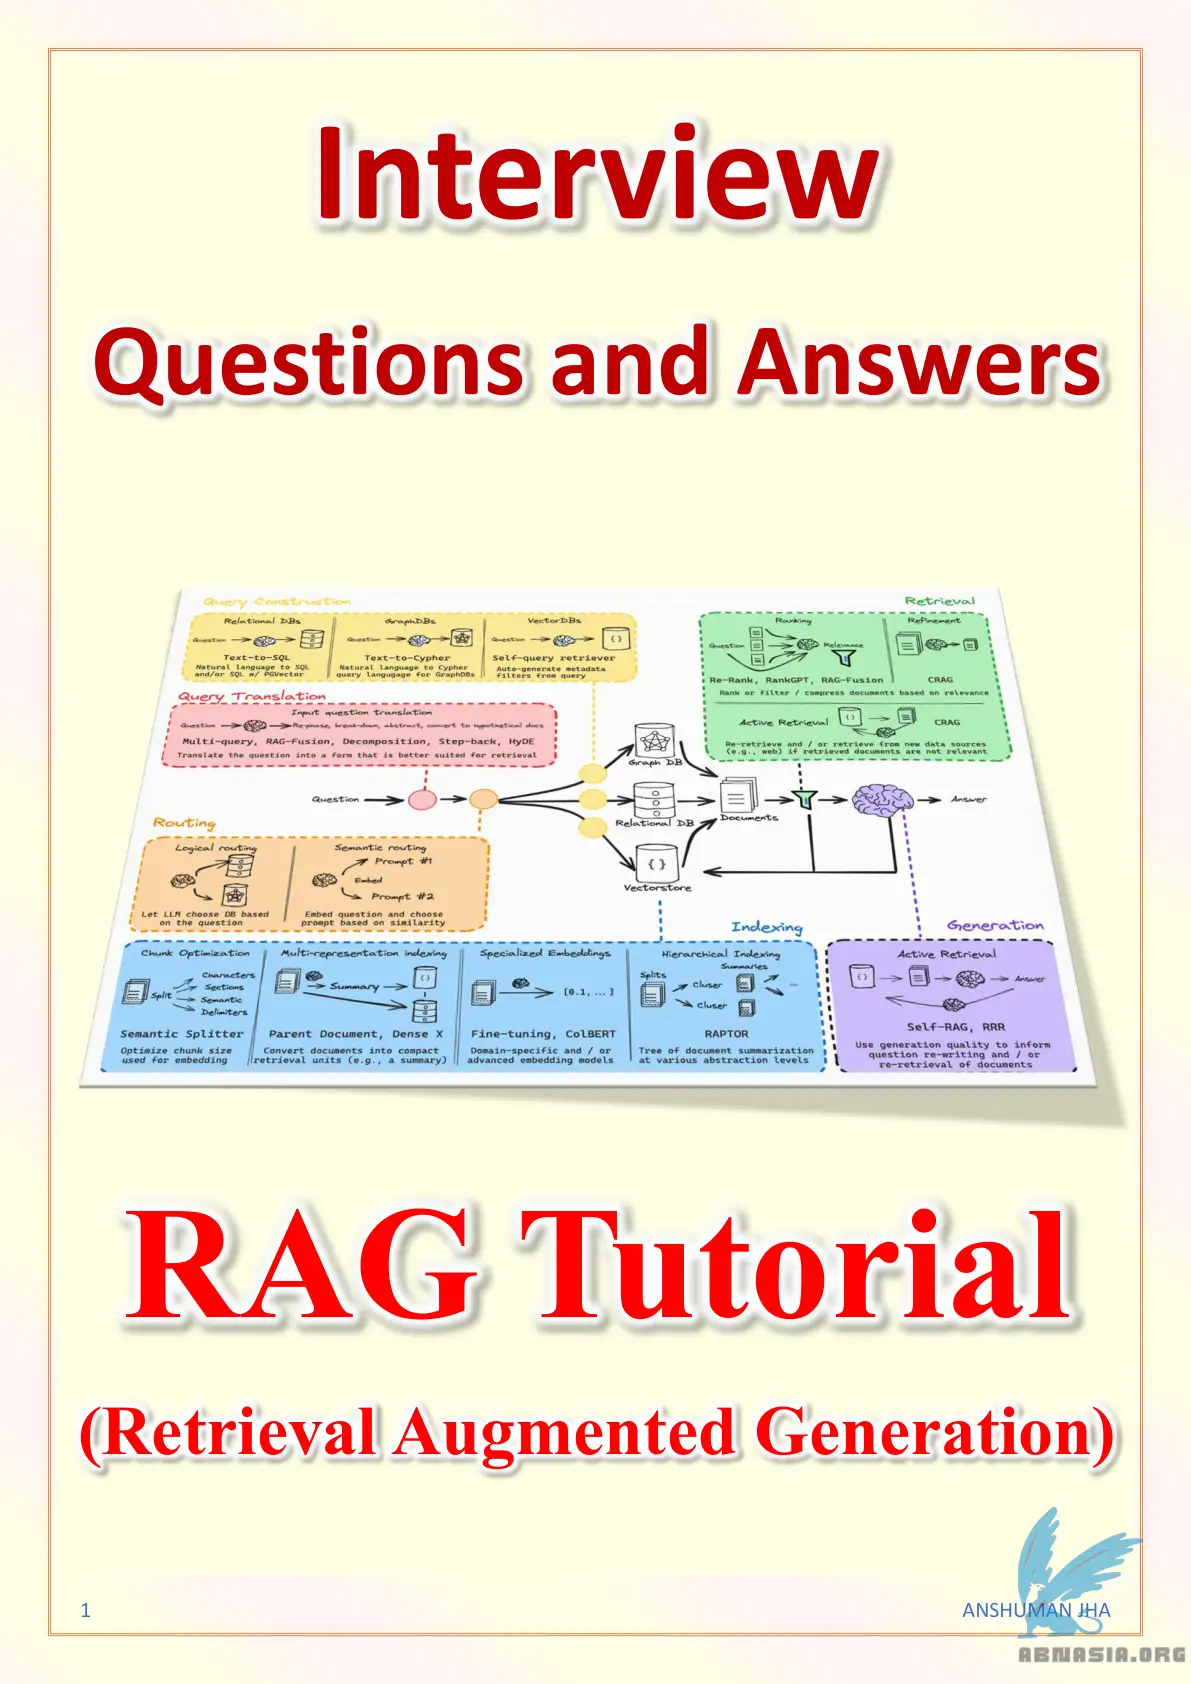 Interview
Questions and Answers
Query Construction
Relational DBs
GraphDBs
VectorDBs
Question
Question
Question
Text-to-SQL
Text-to-Cypher
Self-query retriever
Natural language to SQL
and/or SQL w/ PGVector
Natural language to Cypher
query langugage for GraphDBs
Auto-generate metadata
filters from query
Retrieval
Ranking
Refinement
Question
Relevance
Re-Rank, RankGPT, RAG-Fusion
CRAG
Rank or filter / compress documents based on relevance
Active Retrieval
CRAG
Re-retrieve and / or retrieve from new data sources
(e.g., web) if retrieved documents are not relevant
Query Translation
Input question translation
Question
Re-phase, break-down, abstract, convert to hypothetical docs
Multi-query, RAG-Fusion, Decomposition, Step-back, HyDE
Translate the question into a form that is better suited for retrieval
Graph DB
Question
Relational DB
Documents
Answer
Vectorstore
Routing
Logical routing
Semantic routing
Prompt #1
Embed
Prompt #2
Let LLM choose DB based
on the question
Embed question and choose
prompt based on similarity
Indexing
Chunk Optimization
Multi-representation indexing
Specialized Embeddings
Hierarchical Indexing
Split
Characters
Sections
Semantic
Delimiters
Summary
[0.1, ...]
Splits
Summaries
Cluser
Cluser
...
Semantic Splitter
Parent Document, Dense X
Fine-tuning, ColBERT
RAPTOR
Optimize chunk size
used for embedding
Convert documents into compact
retrieval units (e.g., a summary)
Domain-specific and / or
advanced embedding models
Tree of document summarization
at various abstraction levels
Generation
Active Retrieval
Answer
Self-RAG, RRR
Use generation quality to inform
question re-writing and / or
re-retrieval of documents
RAG Tutorial
(Retrieval Augmented Generation)
1
ANSHUMAN JHA
ABNASIA.ORG